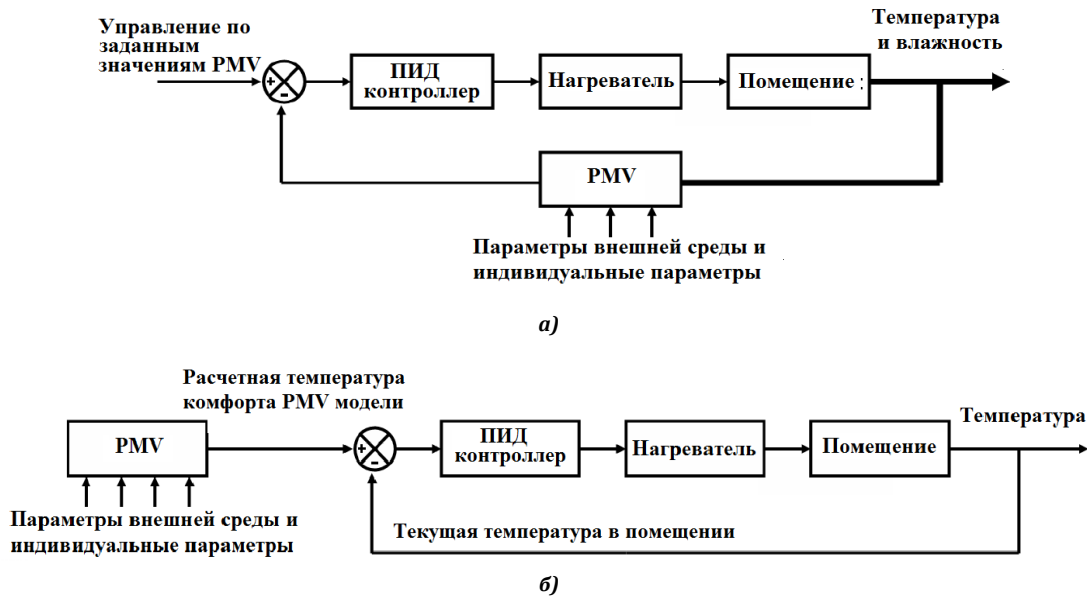 Управление по
заданным
значениям PMV
Температура
и влажность
+
-
ПИД
контроллер
Нагреватель
Помещение :
PMV
Параметры внешней среды и
индивидуальные параметры
а)
Расчетная температура
комфорта PMV модели
PMV
+
-
ПИД
контроллер
Нагреватель
Помещение
Температура
Параметры внешней среды и
индивидуальные параметры
Текущая температура в помещении
б)